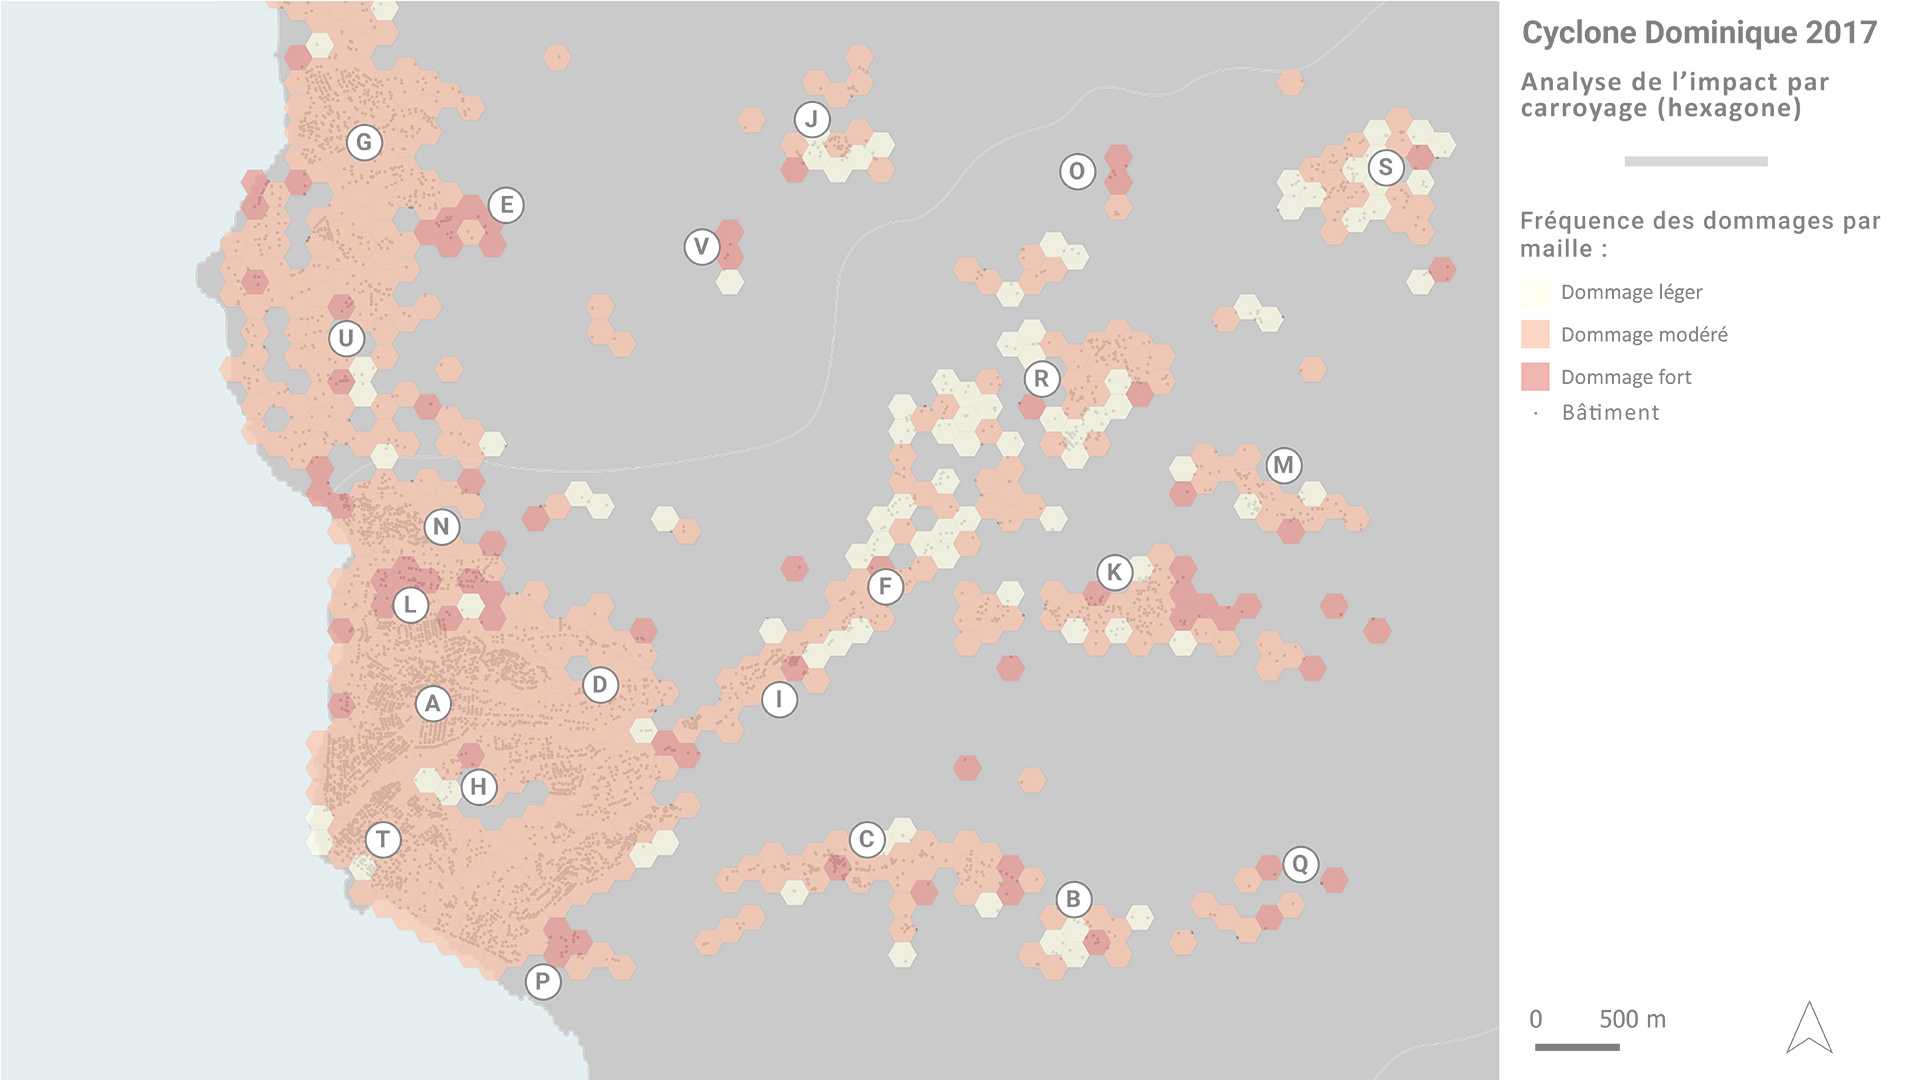 Cyclone Dominique 2017
Analyse de l’impact par
carroyage (hexagone)
Fréquence des dommages par
maille :
Dommage léger
Dommage modéré
Dommage fort
Bâtiment
0 500 m
J
G
O
S
E
V
U
R
M
N
K
F
L
D
I
A
H
T
C
Q
B
P